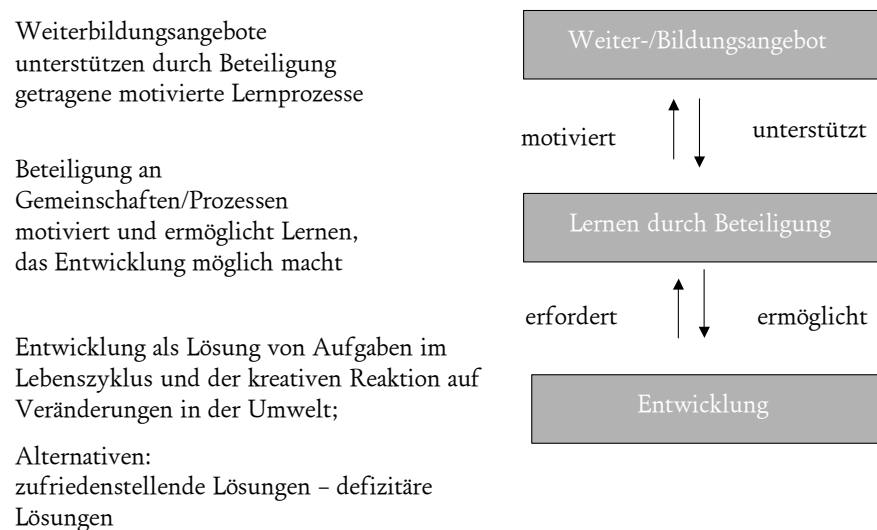 Weiterbildungsangebote
unterstützen durch Beteiligung
getragene motivierte Lernprozesse
Beteiligung an
Gemeinschaften/Prozessen
motiviert und ermöglicht Lernen,
das Entwicklung möglich macht
Entwicklung als Lösung von Aufgaben im
Lebenszyklus und der kreativen Reaktion auf
Veränderungen in der Umwelt;
Alternativen:
zufriedenstellende Lösungen – defizitäre
Lösungen
Weiter-/Bildungsangebot
motiviert
unterstützt
Lernen durch Beteiligung
erfordert
ermöglicht
Entwicklung